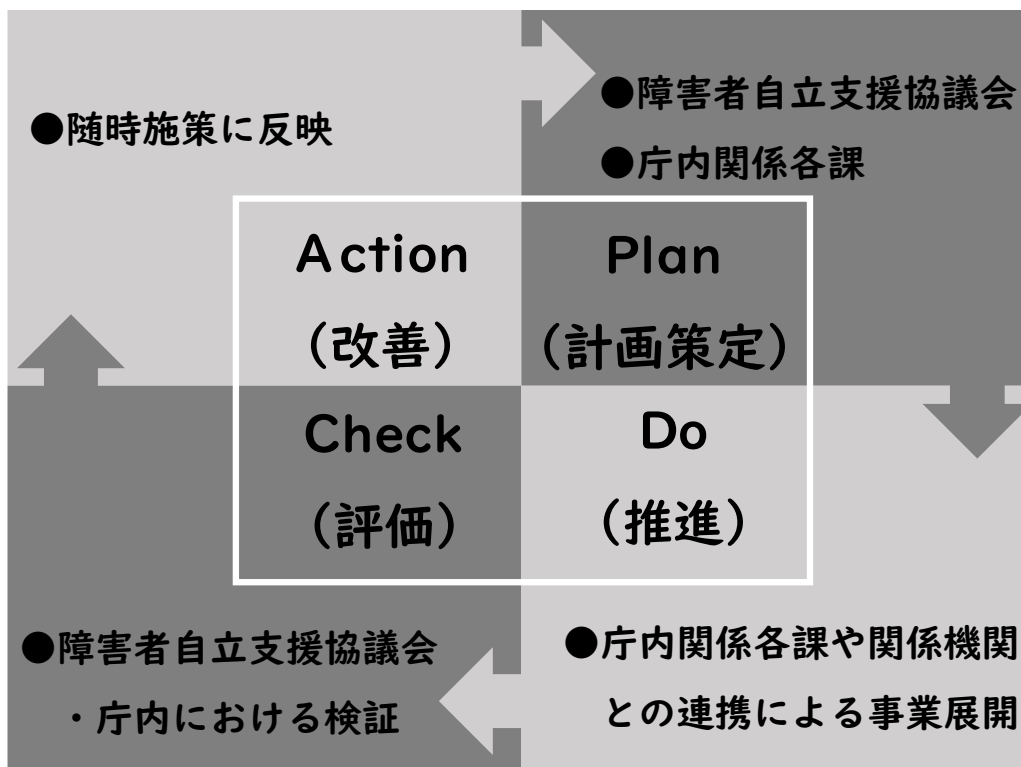 ●随時施策に反映
●障害者自立支援協議会
●庁内関係各課
Action
（改善）
Plan
（計画策定）
Check
（評価）
Do
（推進）
●障害者自立支援協議会
・庁内における検証
●庁内関係各課や関係機関
との連携による事業展開